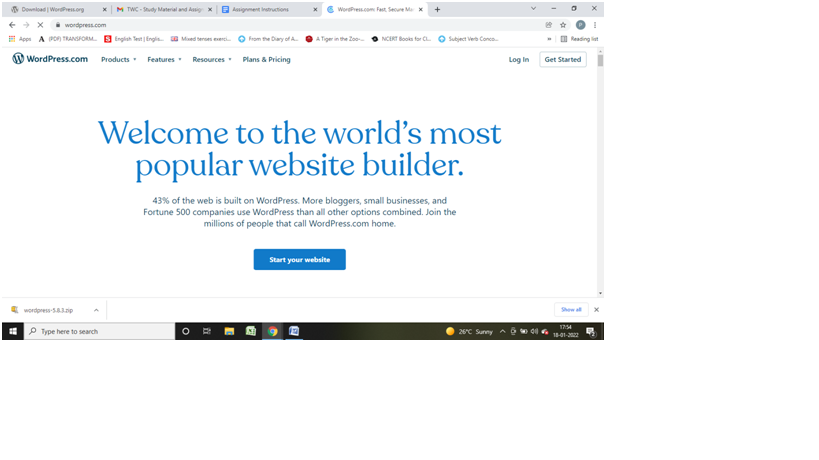 Download | WordPress.org
TWC - Study Material and Assig
Assignment Instructions
WordPress.com: Fast, Secure Ma
wordpress.com
P
Apps
(PDF) TRANSFORM...
English Test | Englis...
Mixed tenses exerci...
From the Diary of A...
A Tiger in the Zoo-...
NCERT Books for Cl...
Subject Verb Conco...
»
Reading list
WordPress.com
Products
Features
Resources
Plans & Pricing
Log In
Get Started
Welcome to the world's most
popular website builder.
43% of the web is built on WordPress. More bloggers, small businesses, and
Fortune 500 companies use WordPress than all other options combined. Join the
millions of people that call WordPress.com home.
Start your website
wordpress-5.8.3.zip
Show all
Type here to search
26°C Sunny
17:54
18-01-2022
2